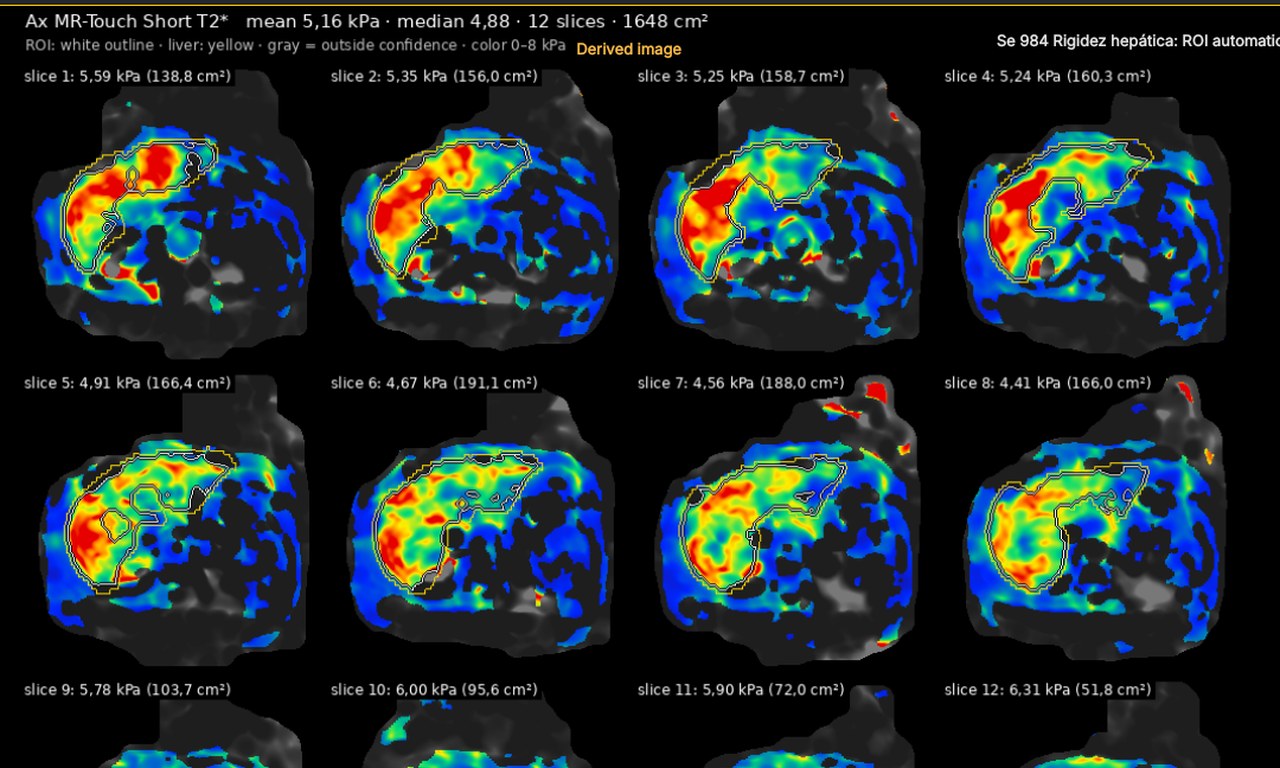 Ax MR-Touch Short T2*   mean 5,16 kPa · median 4,88 · 12 slices · 1648 cm²
ROI: white outline · liver: yellow · gray = outside confidence · color 0–8 kPa
Derived image
Se 984 Rigidez hepática: ROI automatic
slice 1: 5,59 kPa (138,8 cm²)
slice 2: 5,35 kPa (156,0 cm²)
slice 3: 5,25 kPa (158,7 cm²)
slice 4: 5,24 kPa (160,3 cm²)
slice 5: 4,91 kPa (166,4 cm²)
slice 6: 4,67 kPa (191,1 cm²)
slice 7: 4,56 kPa (188,0 cm²)
slice 8: 4,41 kPa (166,0 cm²)
slice 9: 5,78 kPa (103,7 cm²)
slice 10: 6,00 kPa (95,6 cm²)
slice 11: 5,90 kPa (72,0 cm²)
slice 12: 6,31 kPa (51,8 cm²)